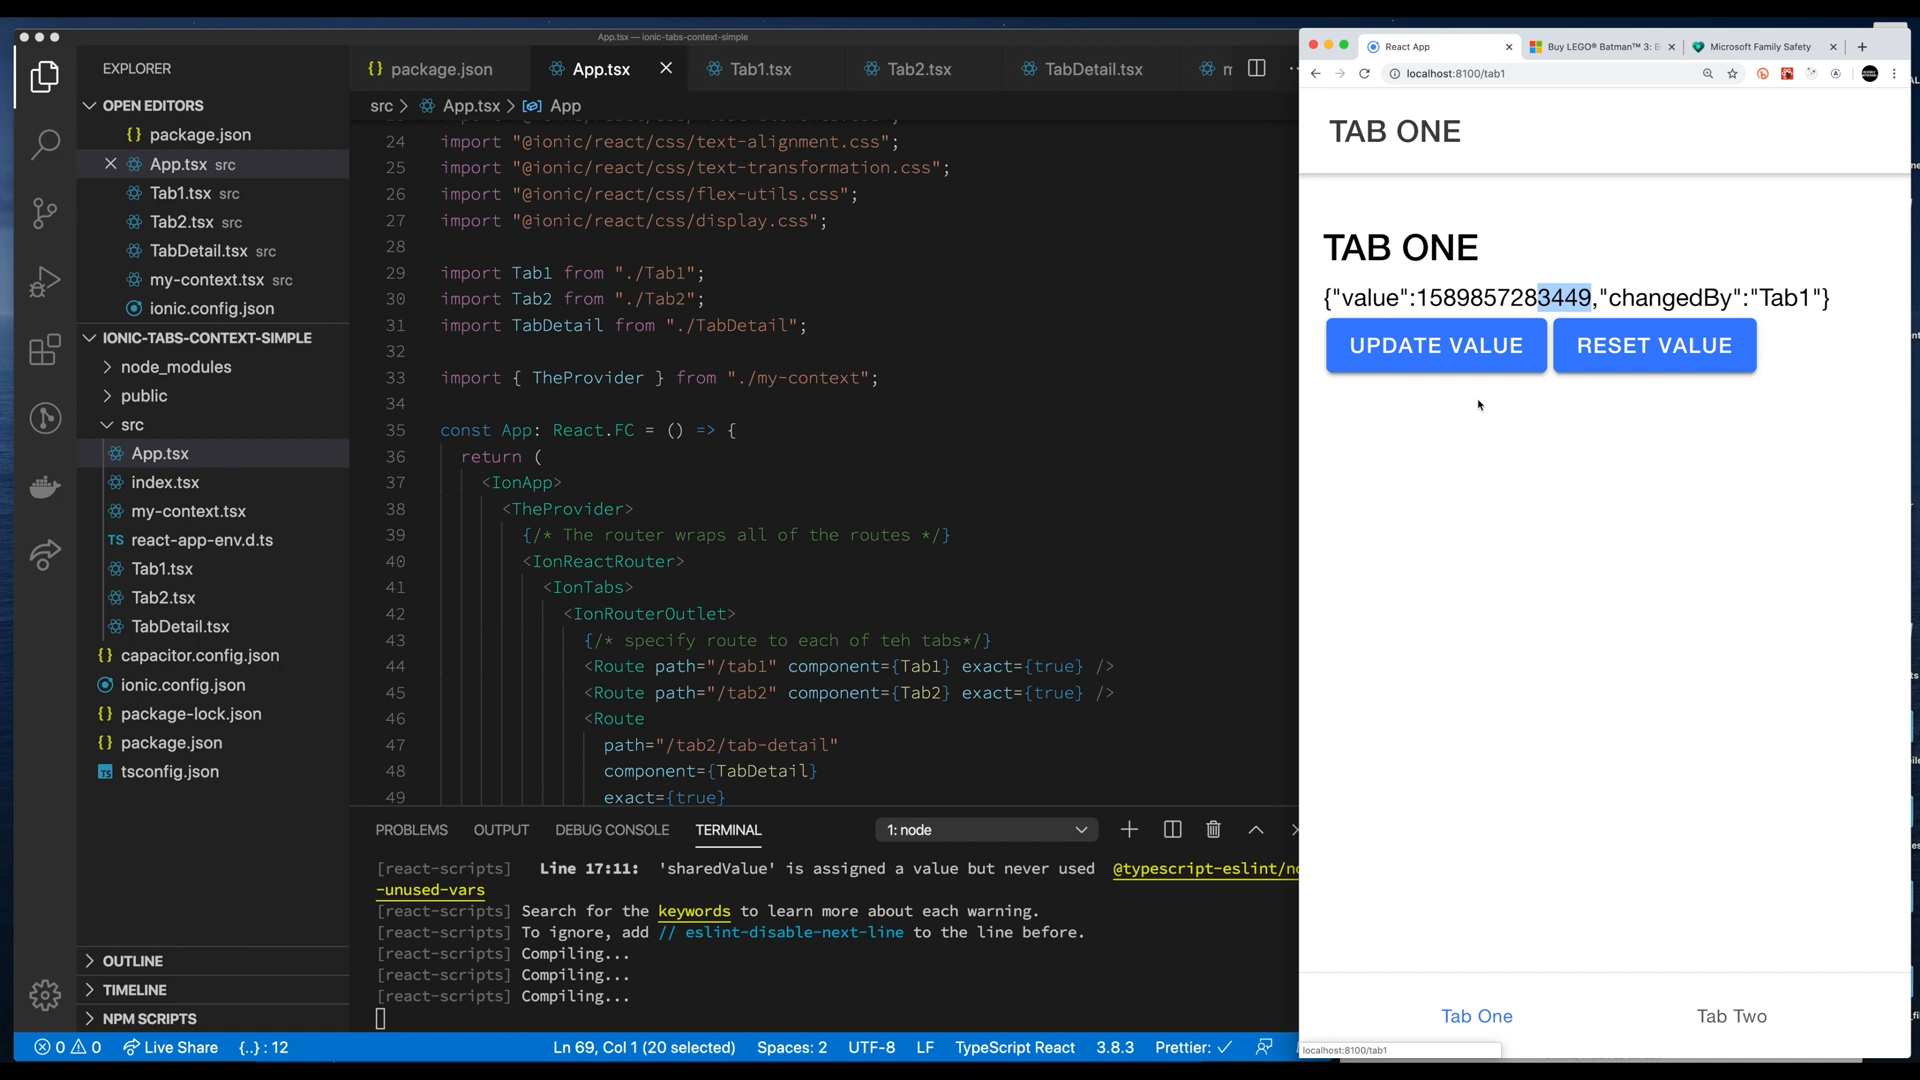 App.tsx — ionic-tabs-context-simple
EXPLORER
OPEN EDITORS
package.json
App.tsx src
Tab1.tsx src
Tab2.tsx src
TabDetail.tsx src
my-context.tsx src
ionic.config.json
IONIC-TABS-CONTEXT-SIMPLE
node_modules
public
src
App.tsx
index.tsx
my-context.tsx
TS react-app-env.d.ts
Tab1.tsx
Tab2.tsx
TabDetail.tsx
{} capacitor.config.json
ionic.config.json
{} package-lock.json
{} package.json
TS tsconfig.json
OUTLINE
TIMELINE
NPM SCRIPTS
{} package.json App.tsx Tab1.tsx Tab2.tsx TabDetail.tsx
src > App.tsx > App
24 import "@ionic/react/css/text-alignment.css";
25 import "@ionic/react/css/text-transformation.css";
26 import "@ionic/react/css/flex-utils.css";
27 import "@ionic/react/css/display.css";
28
29 import Tab1 from "./Tab1";
30 import Tab2 from "./Tab2";
31 import TabDetail from "./TabDetail";
32
33 import { TheProvider } from "./my-context";
34
35 const App: React.FC = () => {
36 return (
37 <IonApp>
38 <TheProvider>
39 {/* The router wraps all of the routes */}
40 <IonReactRouter>
41 <IonTabs>
42 <IonRouterOutlet>
43 {/* specify route to each of teh tabs*/}
44 <Route path="/tab1" component={Tab1} exact={true} />
45 <Route path="/tab2" component={Tab2} exact={true} />
46 <Route
47 path="/tab2/tab-detail"
48 component={TabDetail}
49 exact={true}
PROBLEMS OUTPUT DEBUG CONSOLE TERMINAL 1: node
[react-scripts] Line 17:11: 'sharedValue' is assigned a value but never used @typescript-eslint/no
-unused-vars
[react-scripts] Search for the keywords to learn more about each warning.
[react-scripts] To ignore, add // eslint-disable-next-line to the line before.
[react-scripts] Compiling...
[react-scripts] Compiling...
[react-scripts] Compiling...
0 0 Live Share {..} : 12 Ln 69, Col 1 (20 selected) Spaces: 2 UTF-8 LF TypeScript React 3.8.3 Prettier: ✓
React App Buy LEGO® Batman™ 3: Microsoft Family Safety
localhost:8100/tab1
TAB ONE
TAB ONE
{"value":1589857283449,"changedBy":"Tab1"}
UPDATE VALUE RESET VALUE
Tab One Tab Two
localhost:8100/tab1